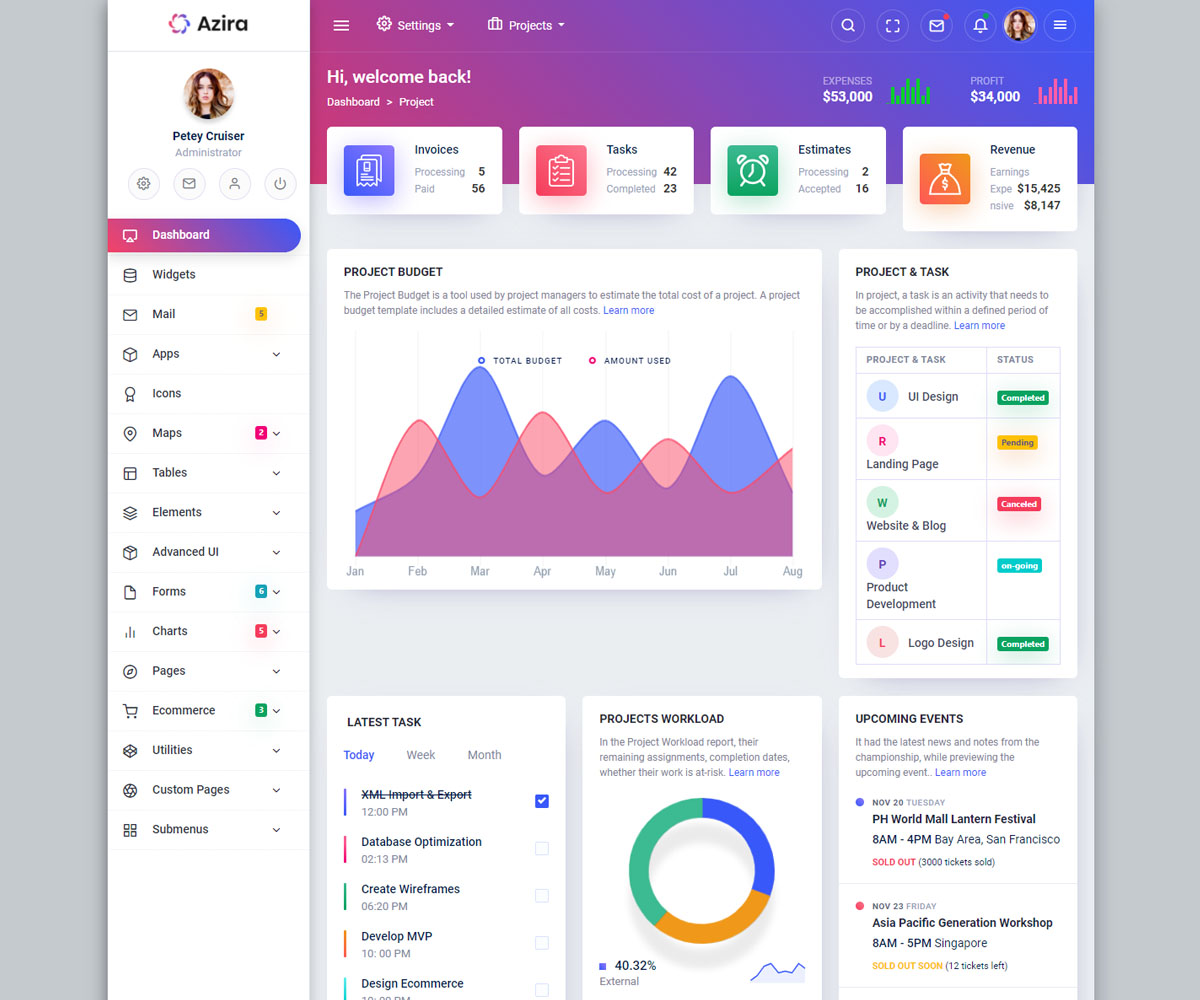 Azira
Petey Cruiser
Administrator
Dashboard
Widgets
Mail 5
Apps
Icons
Maps 2
Tables
Elements
Advanced UI
Forms 6
Charts 5
Pages
Ecommerce 3
Utilities
Custom Pages
Submenus
Settings Projects
Hi, welcome back!
Dashboard > Project
EXPENSES
$53,000
PROFIT
$34,000
Invoices
Processing 5
Paid 56
Tasks
Processing 42
Completed 23
Estimates
Processing 2
Accepted 16
Revenue
Earnings
Expe $15,425
nsive $8,147
PROJECT BUDGET
The Project Budget is a tool used by project managers to estimate the total cost of a project. A project
budget template includes a detailed estimate of all costs. Learn more
TOTAL BUDGET AMOUNT USED
Jan Feb Mar Apr May Jun Jul Aug
PROJECT & TASK
In project, a task is an activity that needs to
be accomplished within a defined period of
time or by a deadline. Learn more
PROJECT & TASK STATUS
U UI Design Completed
R Pending
Landing Page
W Canceled
Website & Blog
P on-going
Product
Development
L Logo Design Completed
LATEST TASK
Today Week Month
XML Import & Export
12:00 PM
Database Optimization
02:13 PM
Create Wireframes
06:20 PM
Develop MVP
10: 00 PM
Design Ecommerce
10: 00 PM
PROJECTS WORKLOAD
In the Project Workload report, their
remaining assignments, completion dates,
whether their work is at-risk. Learn more
40.32%
External
UPCOMING EVENTS
It had the latest news and notes from the
championship, while previewing the
upcoming event.. Learn more
NOV 20 TUESDAY
PH World Mall Lantern Festival
8AM - 4PM Bay Area, San Francisco
SOLD OUT (3000 tickets sold)
NOV 23 FRIDAY
Asia Pacific Generation Workshop
8AM - 5PM Singapore
SOLD OUT SOON (12 tickets left)